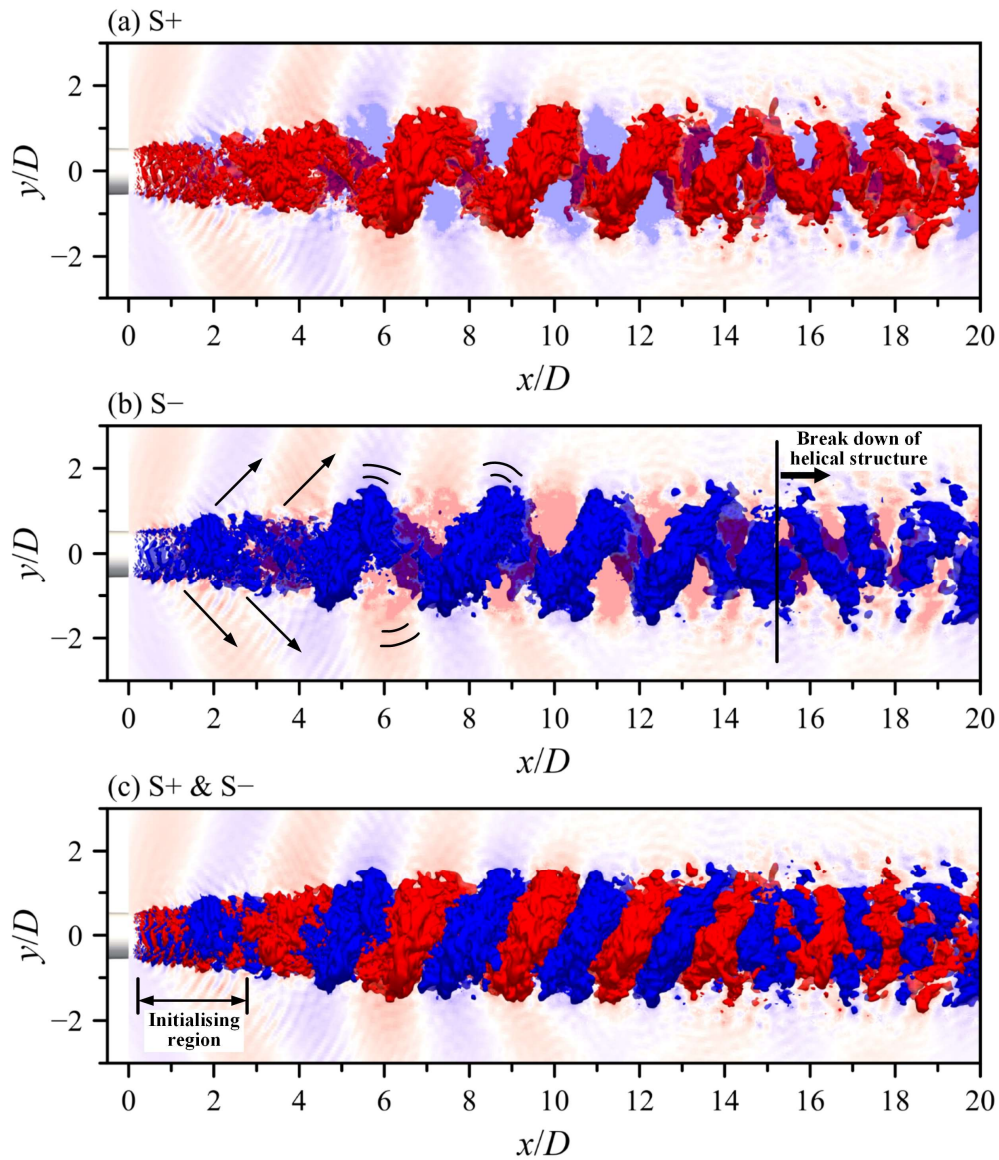 (a) S+
2
0
−2
y/D
0 2 4 6 8 10 12 14 16 18 20
x/D
(b) S−
Break down of
helical structure
2
0
−2
y/D
0 2 4 6 8 10 12 14 16 18 20
x/D
(c) S+ & S−
2
0
−2
y/D
Initialising
region
0 2 4 6 8 10 12 14 16 18 20
x/D